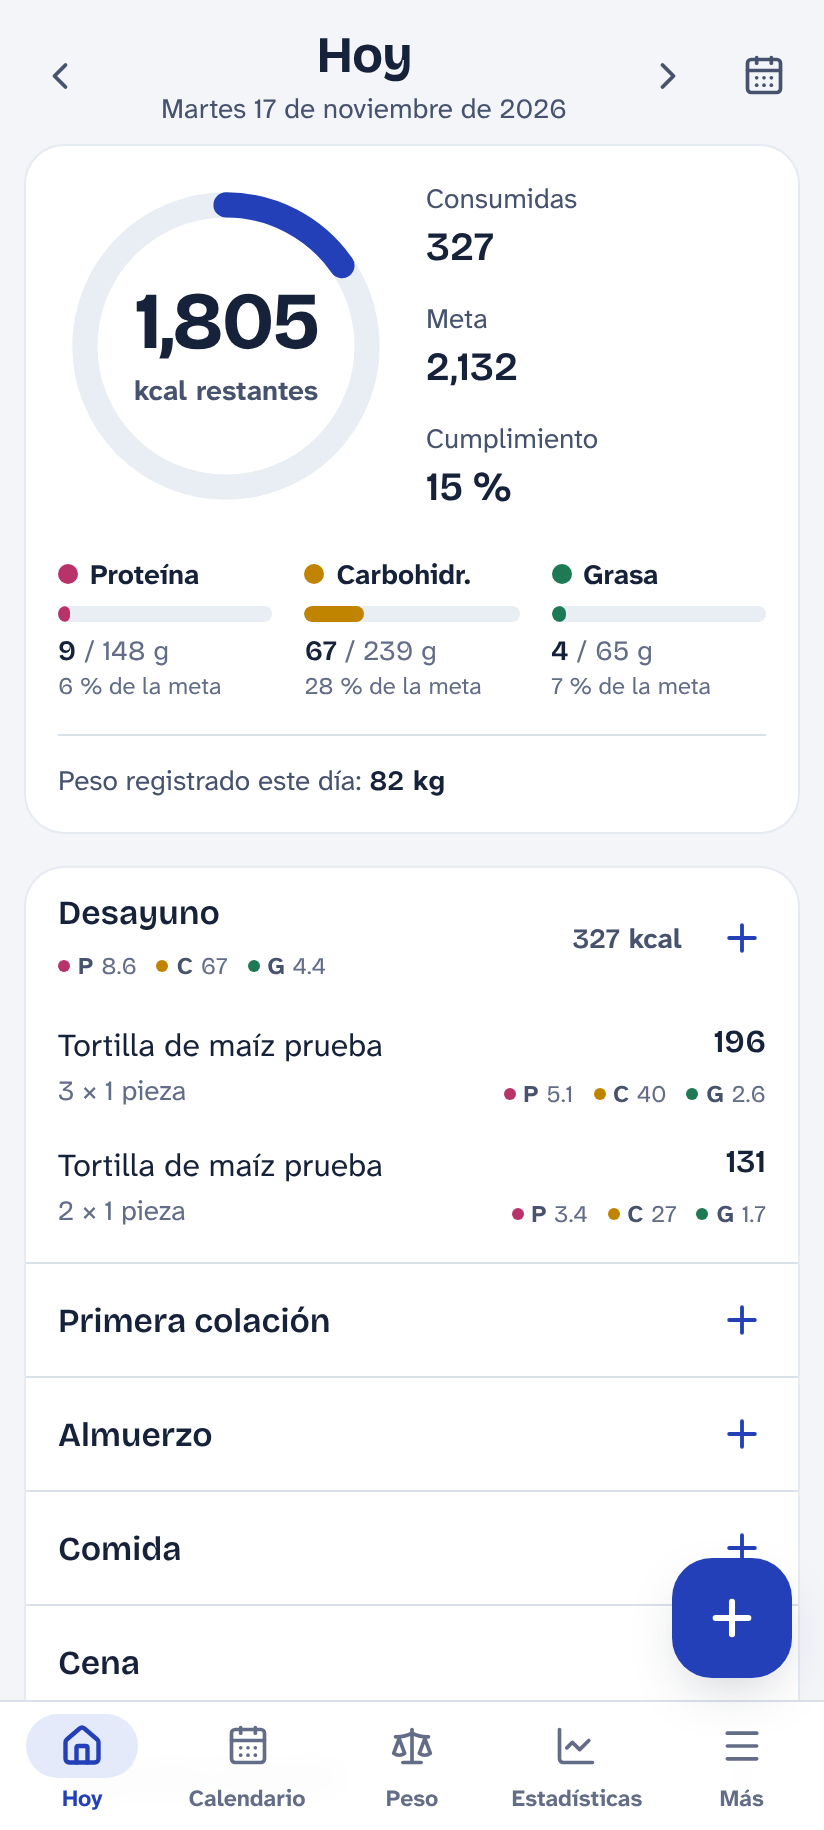 Hoy
Martes 17 de noviembre de 2026
1,805
kcal restantes
Consumidas
327
Meta
2,132
Cumplimiento
15 %
Proteína
9 / 148 g
6 % de la meta
Carbohidr.
67 / 239 g
28 % de la meta
Grasa
4 / 65 g
7 % de la meta
Peso registrado este día: 82 kg
Desayuno
327 kcal
P 8.6 C 67 G 4.4
Tortilla de maíz prueba
196
3 × 1 pieza
P 5.1 C 40 G 2.6
Tortilla de maíz prueba
131
2 × 1 pieza
P 3.4 C 27 G 1.7
Primera colación
Almuerzo
Comida
Cena
Hoy
Calendario
Peso
Estadísticas
Más